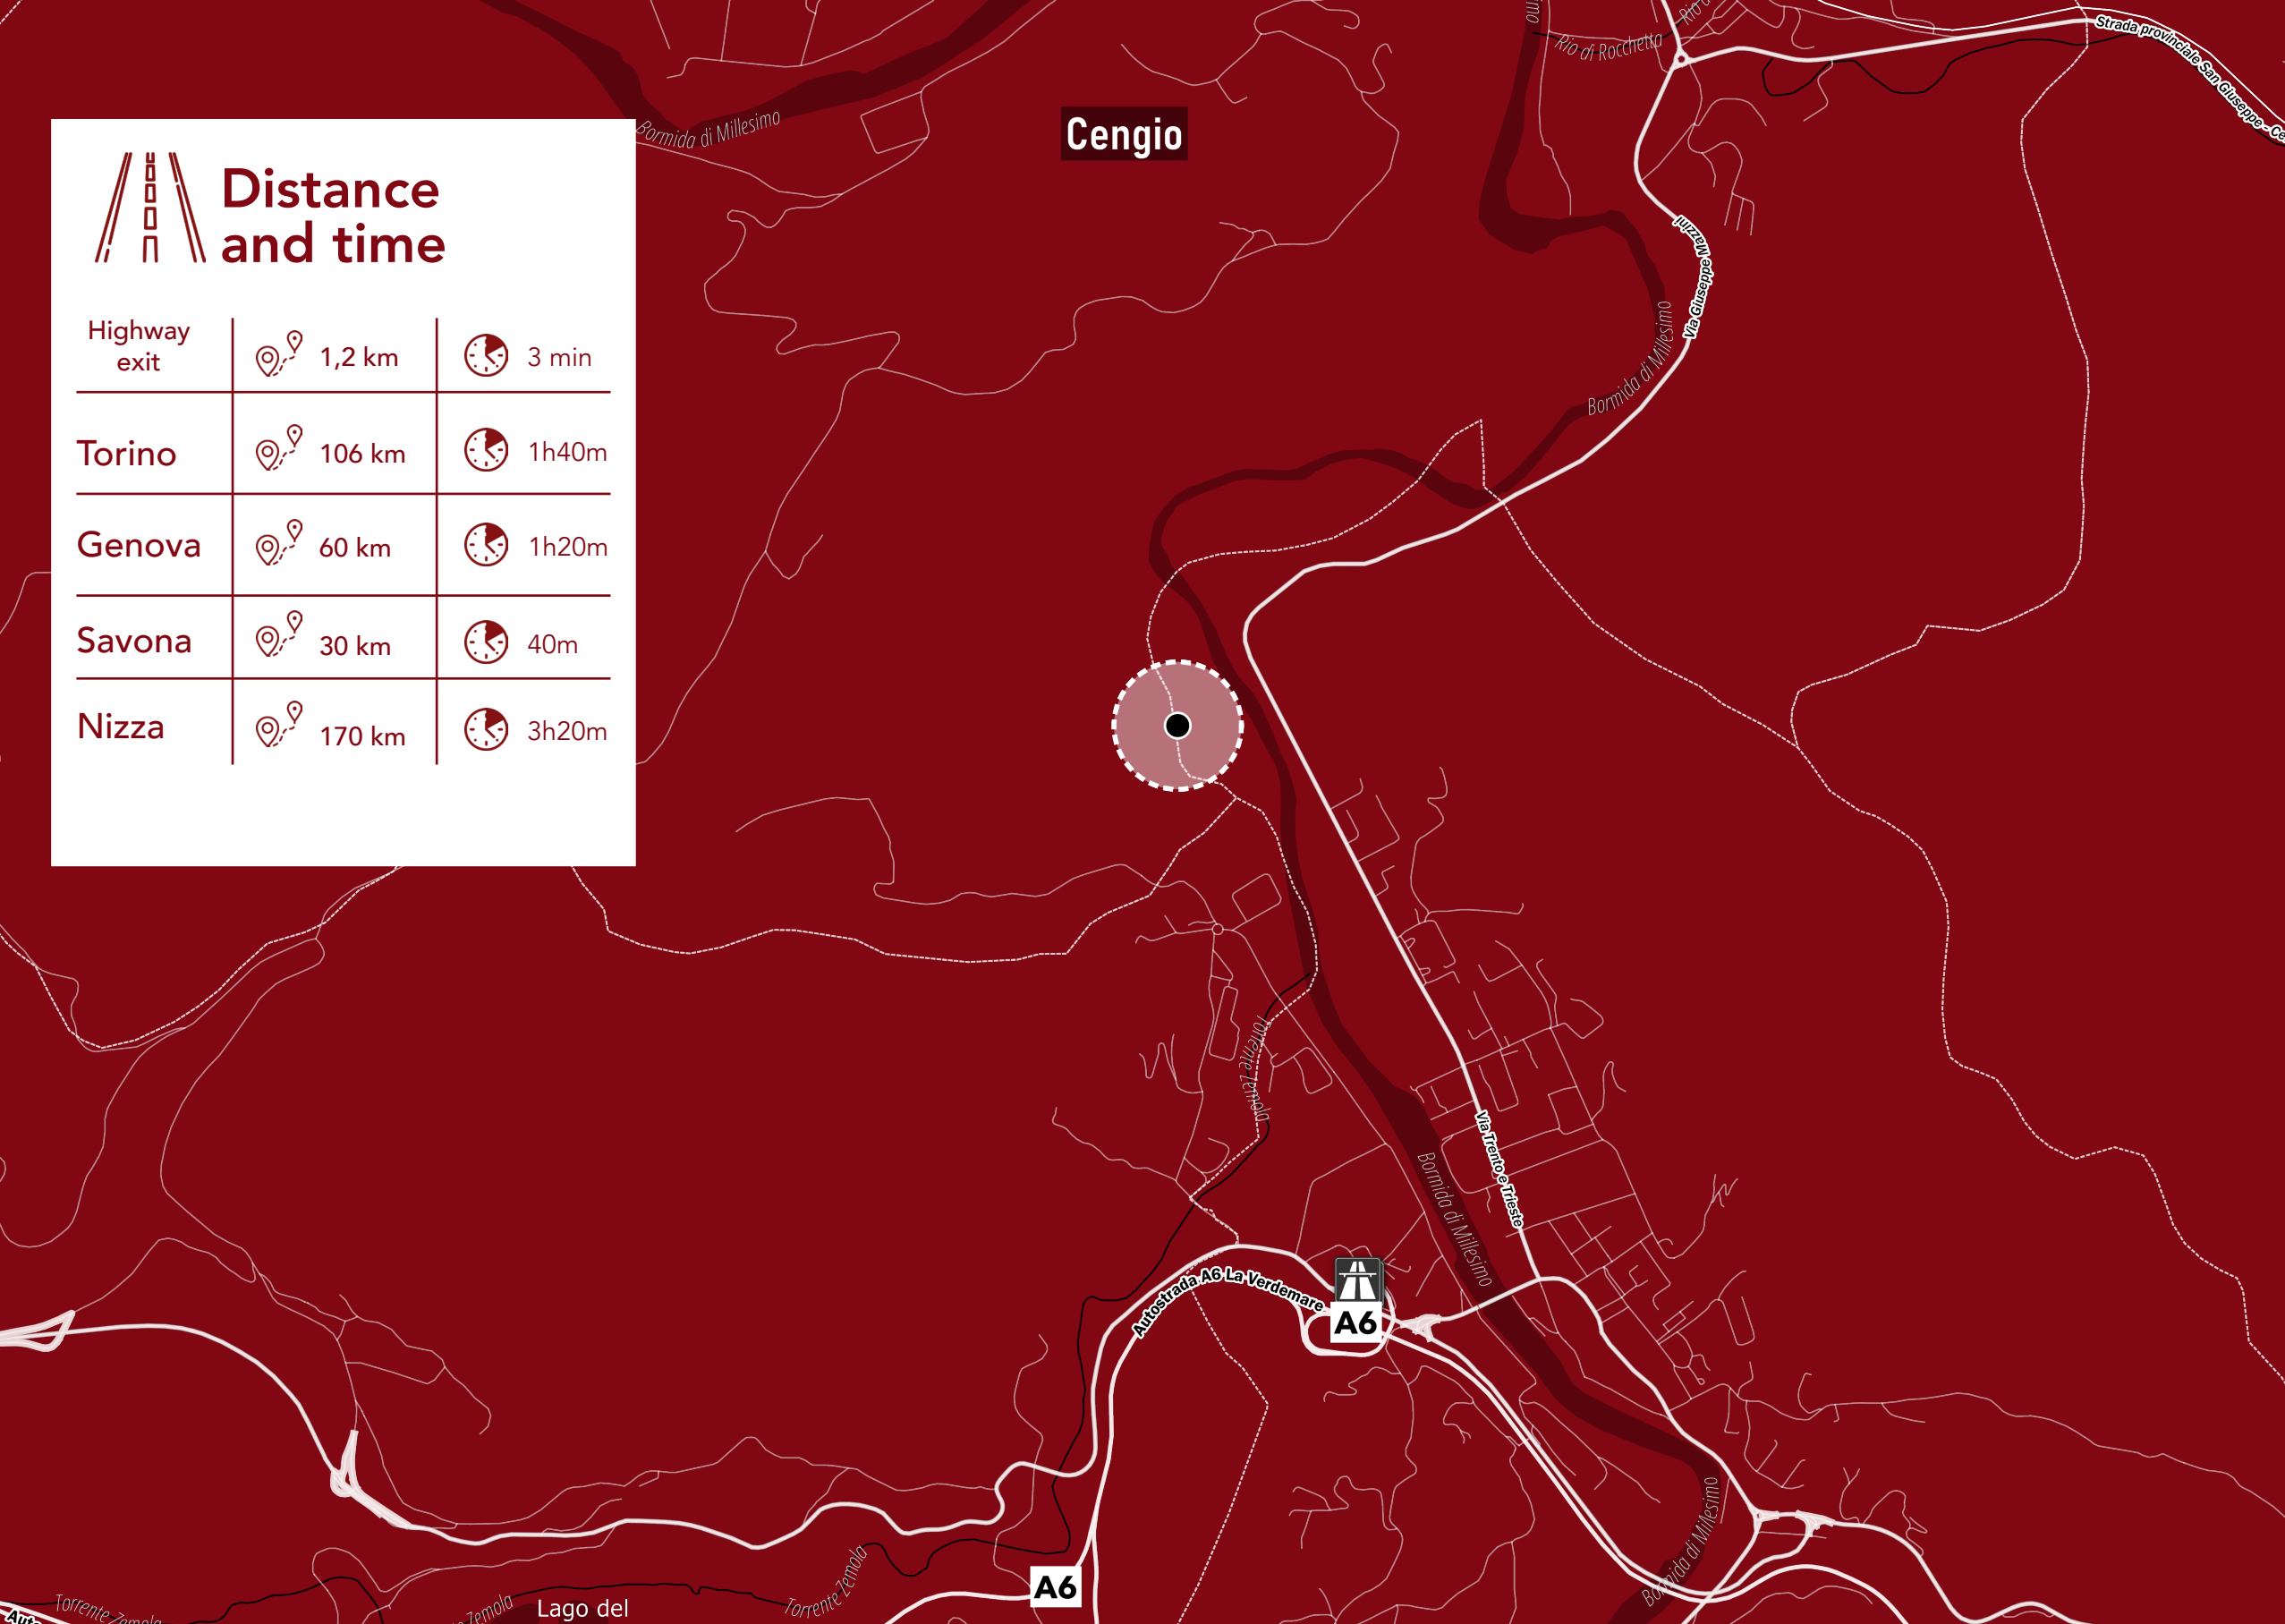 Distance
and time
Highway
exit
1,2 km
3 min
Torino
106 km
1h40m
Genova
60 km
1h20m
Savona
30 km
40m
Nizza
170 km
3h20m
Cengio
Bormida di Millesimo
Rio di Rocchetta
Strada provinciale San Giuseppe - Ce
Via Giuseppe Mazzini
Bormida di Millesimo
Torrente Zemola
Via Trento e Trieste
Bormida di Millesimo
Autostrada A6 La Verdemare
A6
Bormida di Millesimo
A6
Torrente Zemola
Torrente Zemola
Zemola
Lago del